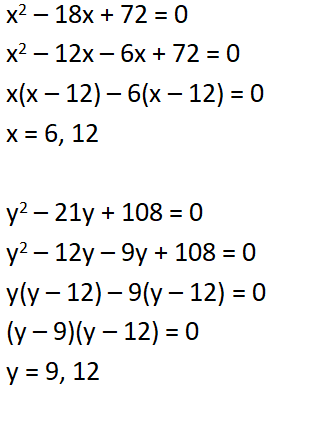 x² – 18x + 72 = 0
x² – 12x – 6x + 72 = 0
x(x – 12) – 6(x – 12) = 0
x = 6, 12
y² – 21y + 108 = 0
y² – 12y – 9y + 108 = 0
y(y – 12) – 9(y – 12) = 0
(y – 9)(y – 12) = 0
y = 9, 12